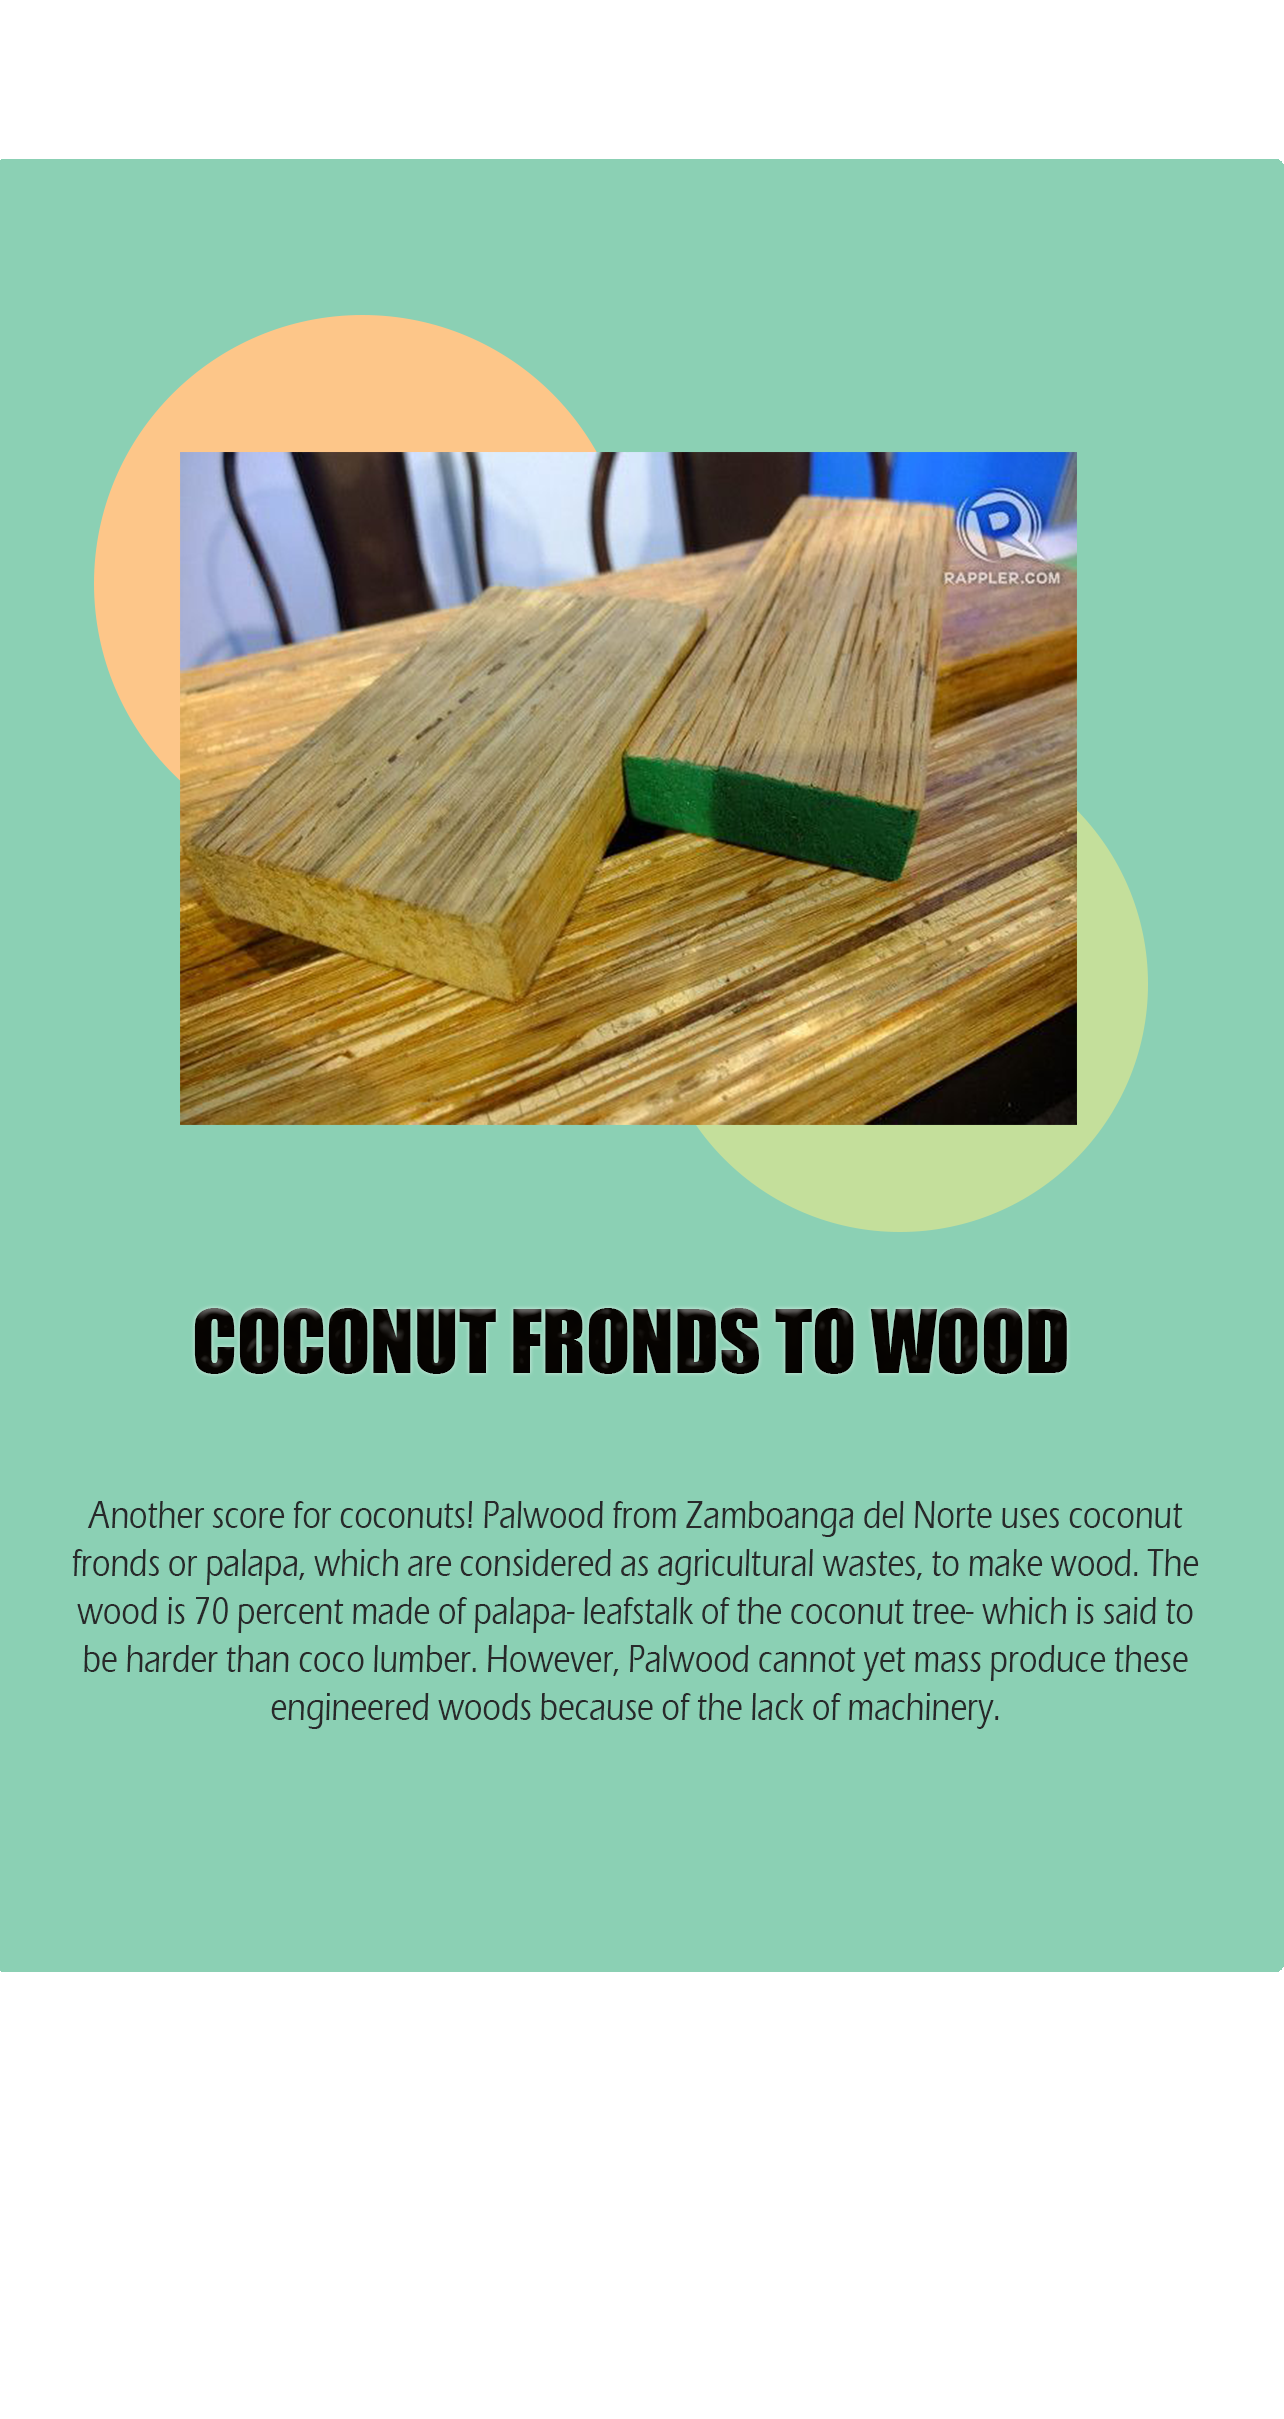 RAPPLER.COM
COCONUT FRONDS TO WOOD
Another score for coconuts! Palwood from Zamboanga del Norte uses coconut
fronds or palapa, which are considered as agricultural wastes, to make wood. The
wood is 70 percent made of palapa- leafstalk of the coconut tree- which is said to
be harder than coco lumber. However, Palwood cannot yet mass produce these
engineered woods because of the lack of machinery.